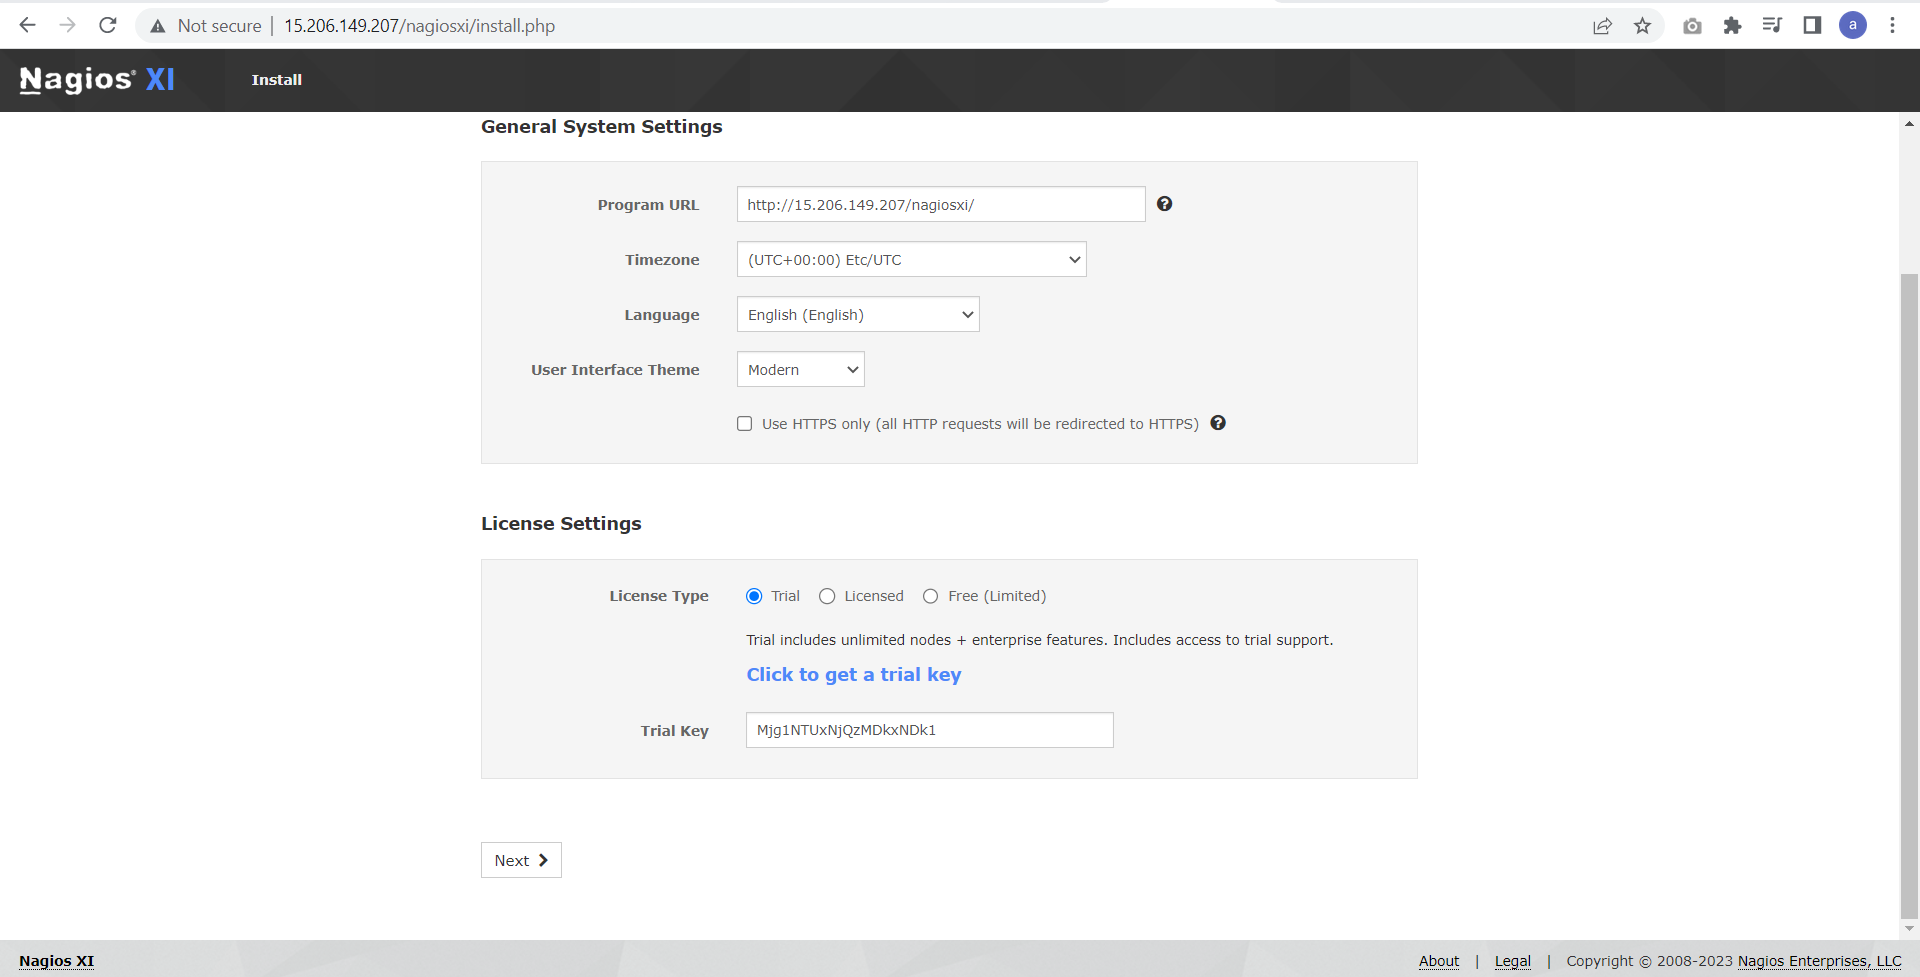 Not secure | 15.206.149.207/nagiosxi/install.php
a
Nagios® XI
Install
General System Settings
Program URL http://15.206.149.207/nagiosxi/
Timezone (UTC+00:00) Etc/UTC
Language English (English)
User Interface Theme Modern
Use HTTPS only (all HTTP requests will be redirected to HTTPS)
License Settings
License Type Trial Licensed Free (Limited)
Trial includes unlimited nodes + enterprise features. Includes access to trial support.
Click to get a trial key
Trial Key Mjg1NTUxNjQzMDkxNDk1
Next
Nagios XI
About | Legal | Copyright © 2008-2023 Nagios Enterprises, LLC